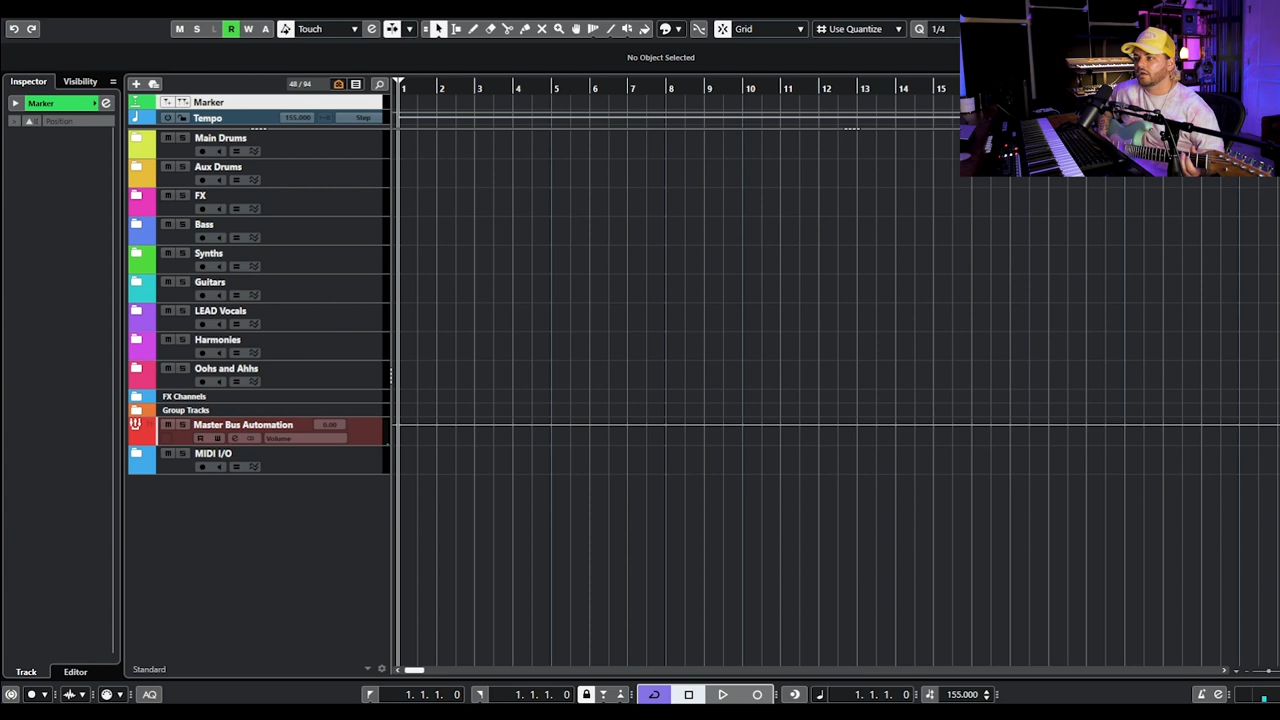 M S L R W A Touch Grid Use Quantize Q 1/4
No Object Selected
Inspector Visibility
48 / 94
1 2 3 4 5 6 7 8 9 10 11 12 13 14 15
Marker
Marker
Position
Tempo 155.000 Step
Main Drums
M S
Aux Drums
M S
FX
M S
Bass
M S
Synths
M S
Guitars
M S
LEAD Vocals
M S
Harmonies
M S
Oohs and Ahhs
M S
FX Channels
Group Tracks
M S Master Bus Automation 0.00
R W Volume
M S MIDI I/O
Standard
Track Editor
AQ 1. 1. 1. 0 1. 1. 1. 0 1. 1. 1. 0 155.000